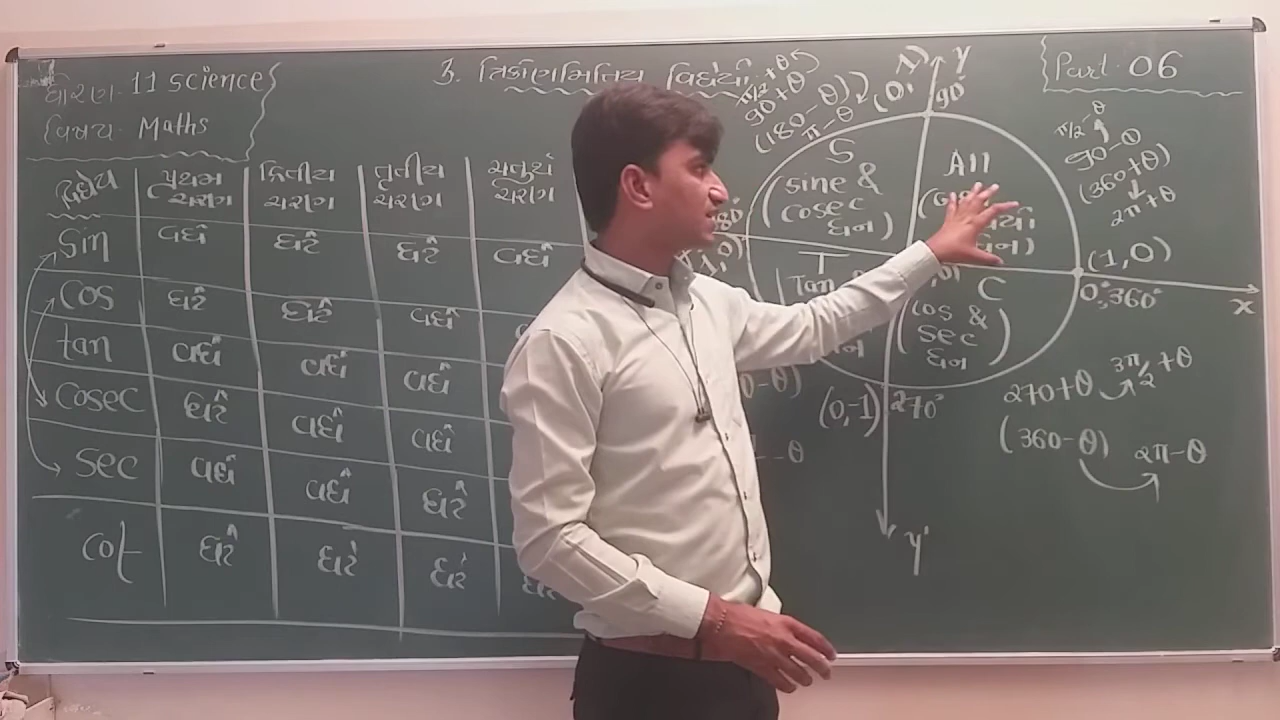 ધોરણ - 11 science
વિષય - Maths
3. ત્રિકોણમિતિય વિધેયો
Part - 06
વિધેય પ્રથમ ચરણ દ્વિતીય ચરણ તૃતીય ચરણ ચતુર્થ ચરણ
Sin વધે ઘટે ઘટે વધે
Cos ઘટે ઘટે વધે
tan વધે વધે વધે
Cosec ઘટે વધે વધે
Sec વધે વધે ઘટે
Cot ઘટે ઘટે ઘટે
π/2 + θ
90 + θ
(180 - θ)
π - θ
(0, 1)
Y
90°
S
(sine &
cosec
ધન)
All
π/2 - θ
90 - θ
(360 + θ)
2π + θ
(1, 0)
0°, 360°
X
T
Tan
C
(cos &
sec
ધન)
(0, -1)
270°
Y'
270 + θ
3π/2 + θ
(360 - θ)
2π - θ